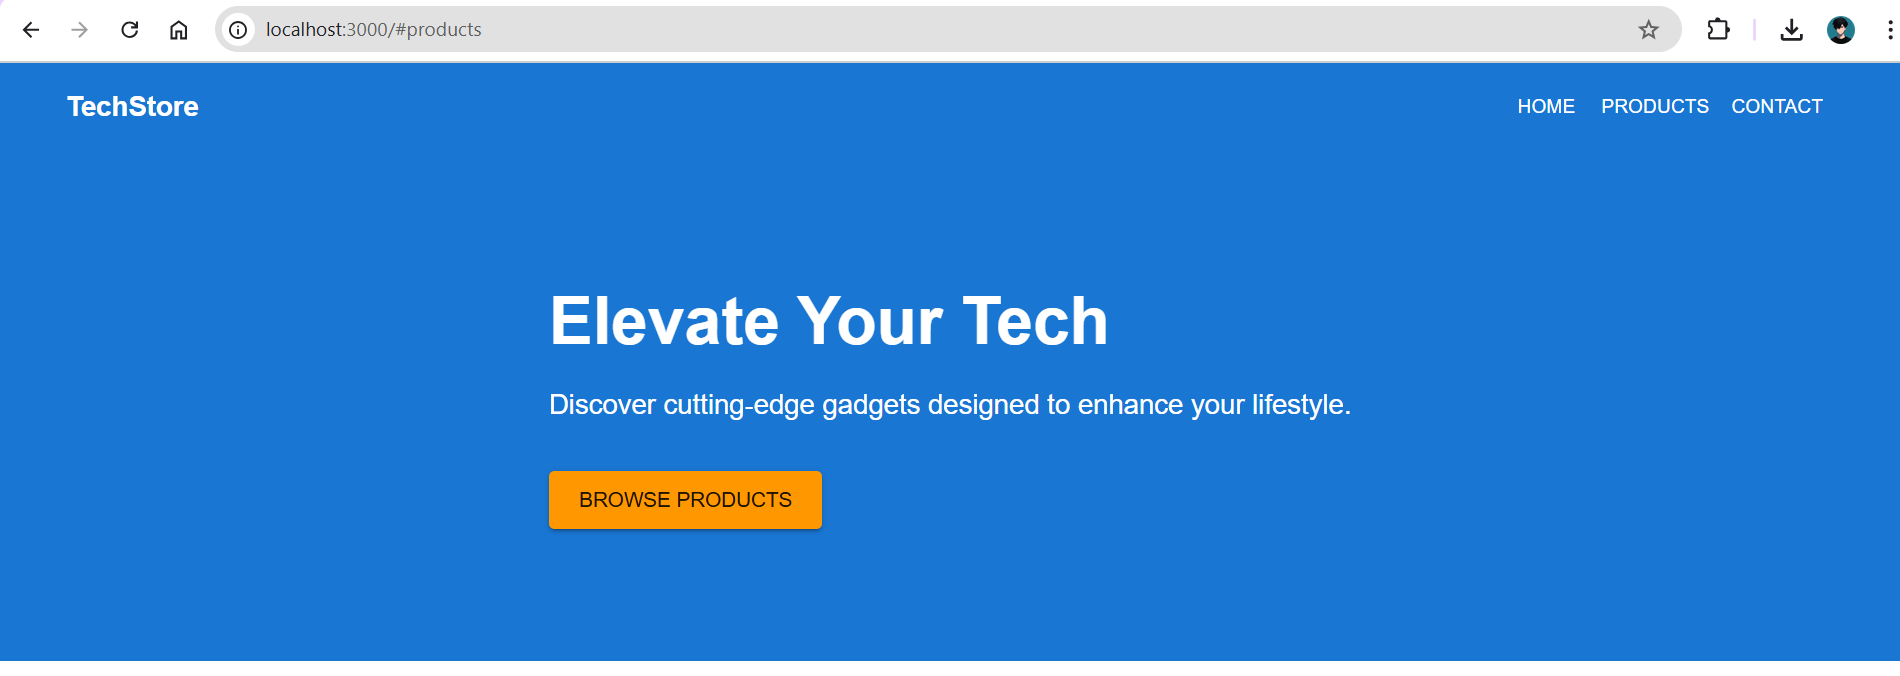 localhost:3000/#products
TechStore
HOME PRODUCTS CONTACT
Elevate Your Tech
Discover cutting-edge gadgets designed to enhance your lifestyle.
BROWSE PRODUCTS